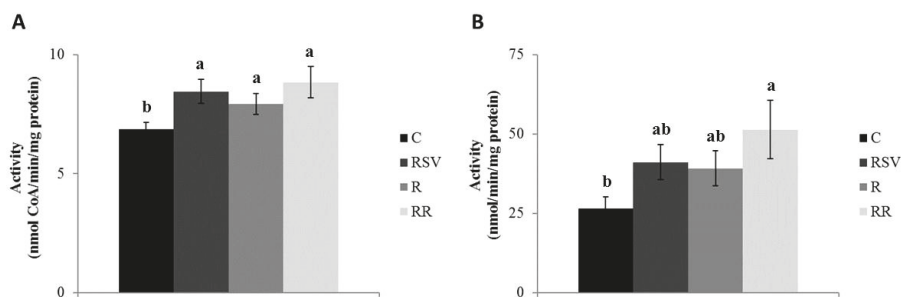 A
10
5
0
Activity
(nmol CoA/min/mg protein)
b
a
a
a
C
RSV
R
RR
B
75
50
25
0
Activity
(nmol/min/mg protein)
b
ab
ab
a
C
RSV
R
RR